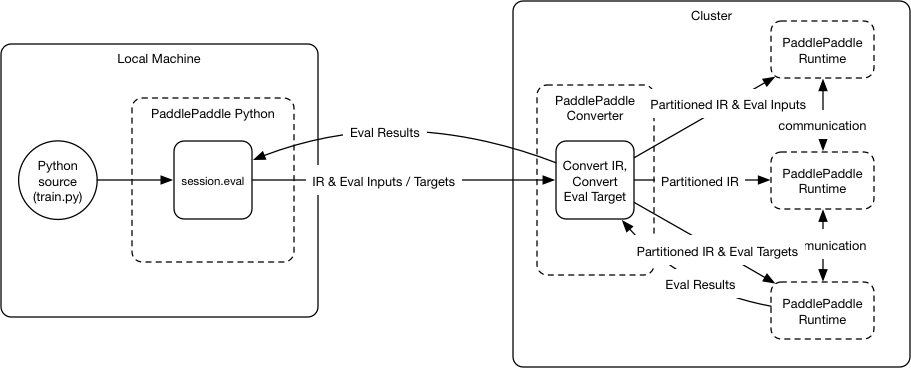 Cluster
Local Machine
PaddlePaddle
Runtime
PaddlePaddle Python
PaddlePaddle
Converter
Partitioned IR & Eval Inputs
communication
Eval Results
Python
source
(train.py)
session.eval
IR & Eval Inputs / Targets
Convert IR,
Convert
Eval Target
Partitioned IR
PaddlePaddle
Runtime
Partitioned IR & Eval Targets
munication
Eval Results
PaddlePaddle
Runtime